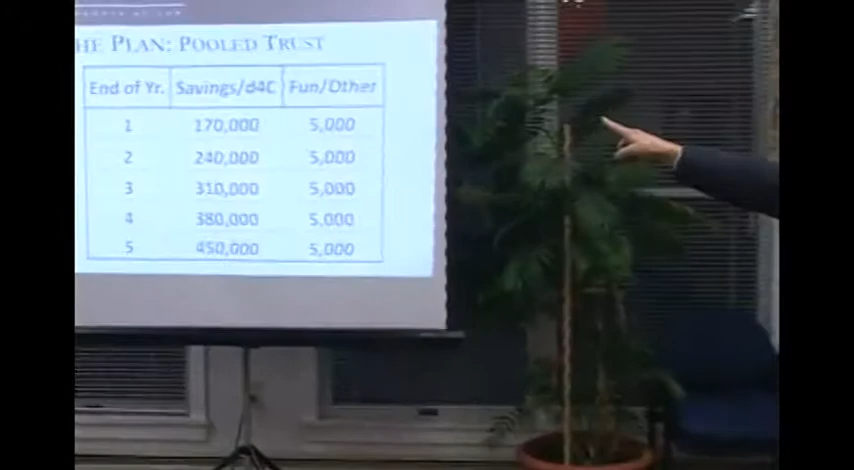 HE PLAN: POOLED TRUST
End of Yr. Savings/d4C Fun/Other
1 170,000 5,000
2 240,000 5,000
3 310,000 5,000
4 380,000 5,000
5 450,000 5,000